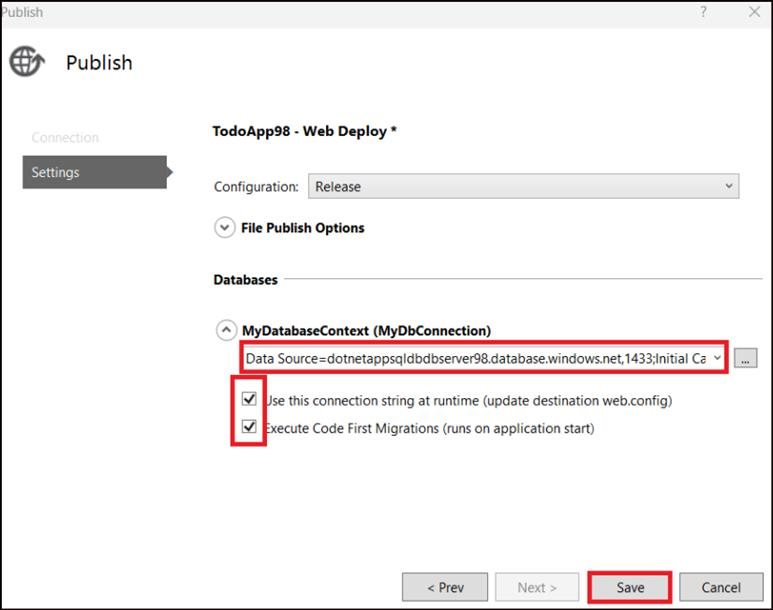 Publish
?
Publish
Connection
Settings
TodoApp98 - Web Deploy *
Configuration: Release
File Publish Options
Databases
MyDatabaseContext (MyDbConnection)
Data Source=dotnetappsqldbdbserver98.database.windows.net,1433;Initial Ca ...
Use this connection string at runtime (update destination web.config)
Execute Code First Migrations (runs on application start)
< Prev Next > Save Cancel